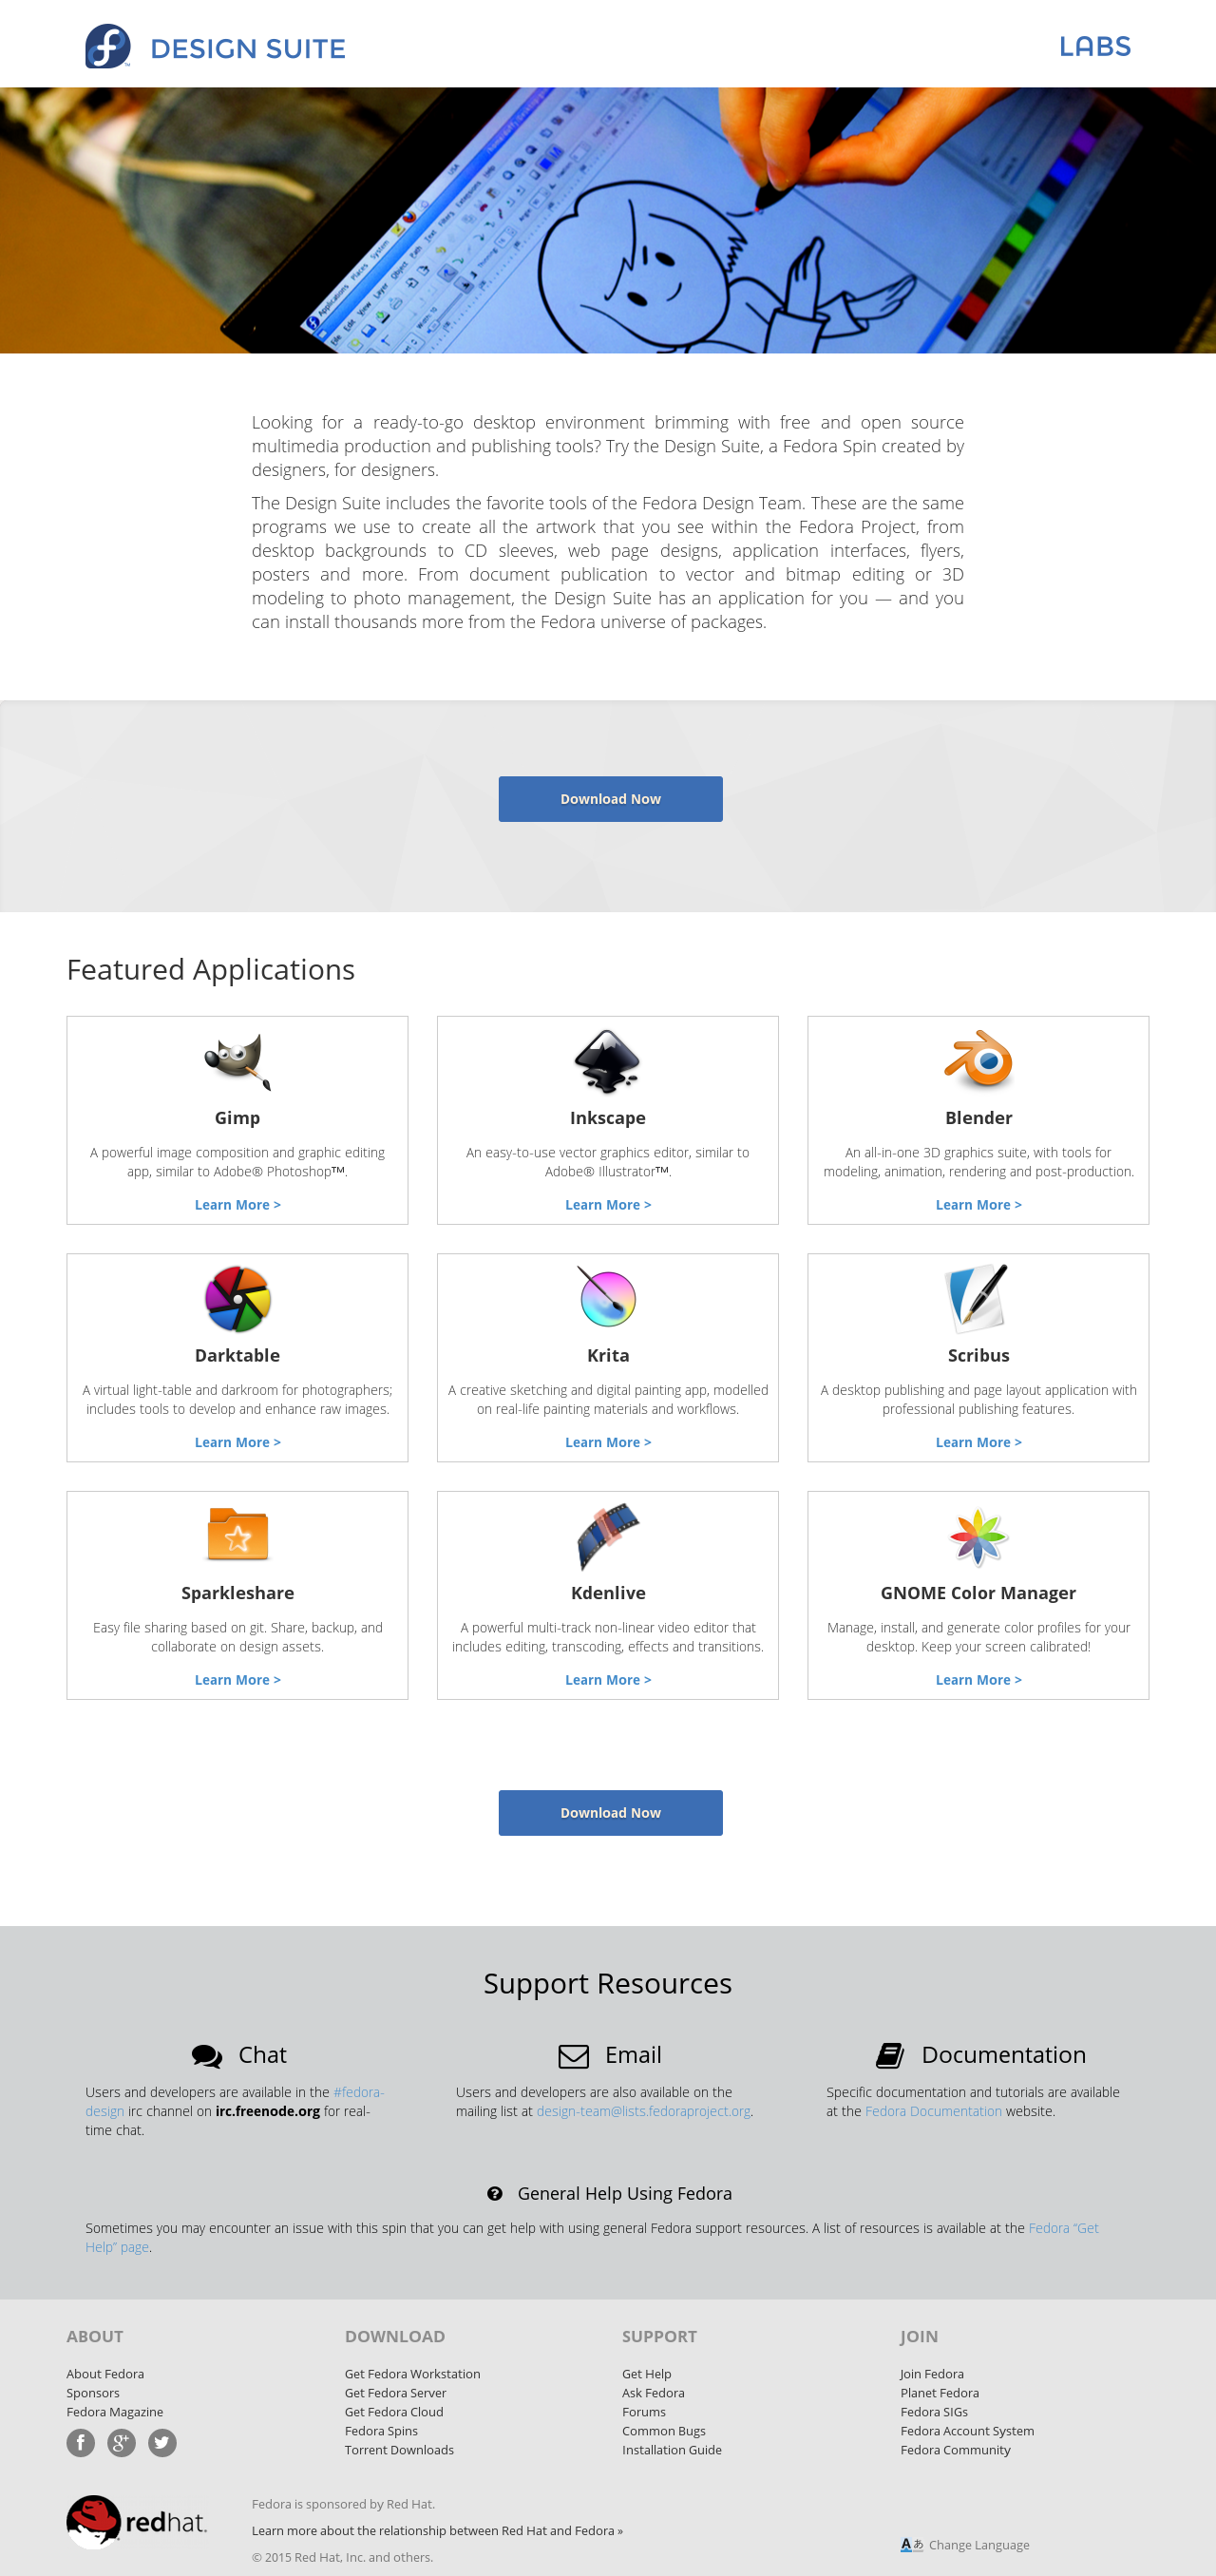 DESIGN SUITE
LABS
Applications Places System
File Edit View Layer Object Path Text Filters
Looking for a ready-to-go desktop environment brimming with free and open source
multimedia production and publishing tools? Try the Design Suite, a Fedora Spin created by
designers, for designers.
The Design Suite includes the favorite tools of the Fedora Design Team. These are the same
programs we use to create all the artwork that you see within the Fedora Project, from
desktop backgrounds to CD sleeves, web page designs, application interfaces, flyers,
posters and more. From document publication to vector and bitmap editing or 3D
modeling to photo management, the Design Suite has an application for you — and you
can install thousands more from the Fedora universe of packages.
Download Now
Featured Applications
Gimp
A powerful image composition and graphic editing
app, similar to Adobe® Photoshop™.
Learn More >
Inkscape
An easy-to-use vector graphics editor, similar to
Adobe® Illustrator™.
Learn More >
Blender
An all-in-one 3D graphics suite, with tools for
modeling, animation, rendering and post-production.
Learn More >
Darktable
A virtual light-table and darkroom for photographers;
includes tools to develop and enhance raw images.
Learn More >
Krita
A creative sketching and digital painting app, modelled
on real-life painting materials and workflows.
Learn More >
Scribus
A desktop publishing and page layout application with
professional publishing features.
Learn More >
Sparkleshare
Easy file sharing based on git. Share, backup, and
collaborate on design assets.
Learn More >
Kdenlive
A powerful multi-track non-linear video editor that
includes editing, transcoding, effects and transitions.
Learn More >
GNOME Color Manager
Manage, install, and generate color profiles for your
desktop. Keep your screen calibrated!
Learn More >
Download Now
Support Resources
Chat
Users and developers are available in the #fedora-
design irc channel on irc.freenode.org for real-
time chat.
Email
Users and developers are also available on the
mailing list at design-team@lists.fedoraproject.org.
Documentation
Specific documentation and tutorials are available
at the Fedora Documentation website.
General Help Using Fedora
Sometimes you may encounter an issue with this spin that you can get help with using general Fedora support resources. A list of resources is available at the Fedora “Get
Help” page.
ABOUT
About Fedora
Sponsors
Fedora Magazine
DOWNLOAD
Get Fedora Workstation
Get Fedora Server
Get Fedora Cloud
Fedora Spins
Torrent Downloads
SUPPORT
Get Help
Ask Fedora
Forums
Common Bugs
Installation Guide
JOIN
Join Fedora
Planet Fedora
Fedora SIGs
Fedora Account System
Fedora Community
redhat.
Fedora is sponsored by Red Hat.
Learn more about the relationship between Red Hat and Fedora »
© 2015 Red Hat, Inc. and others.
Change Language